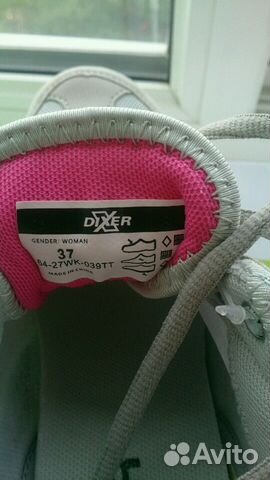 DIXER
GENDER: WOMAN
37
64-27WK-039TT
MADE IN CHINA
Avito